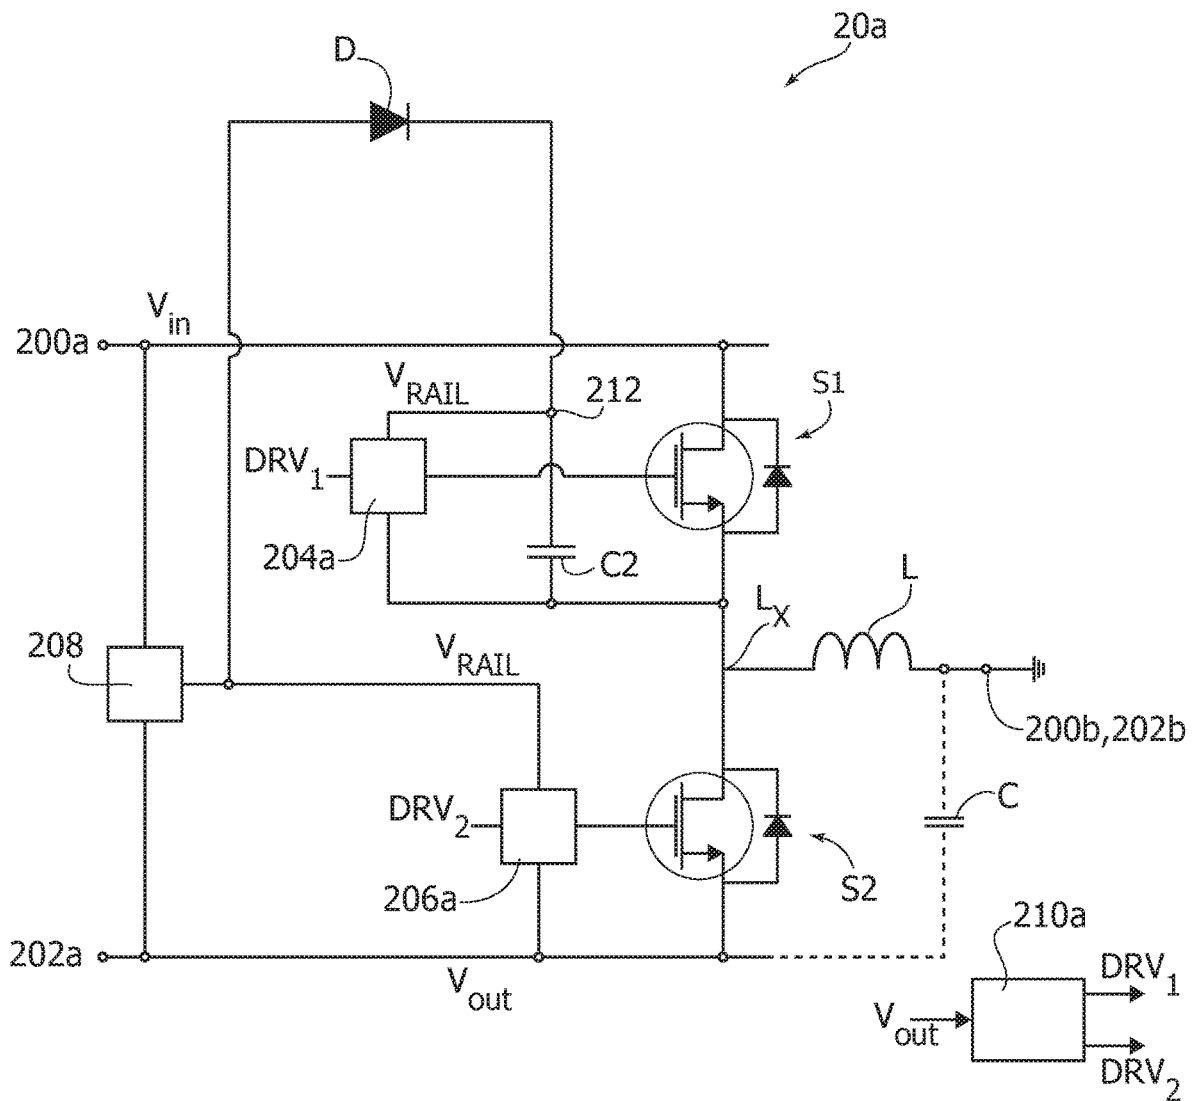 20a
D
V in
200a
V RAIL
212
S1
DRV 1
204a
C2
L
L X
208
V RAIL
200b,202b
DRV 2
C
206a
S2
202a
V out
210a
DRV 1
V out
DRV 2